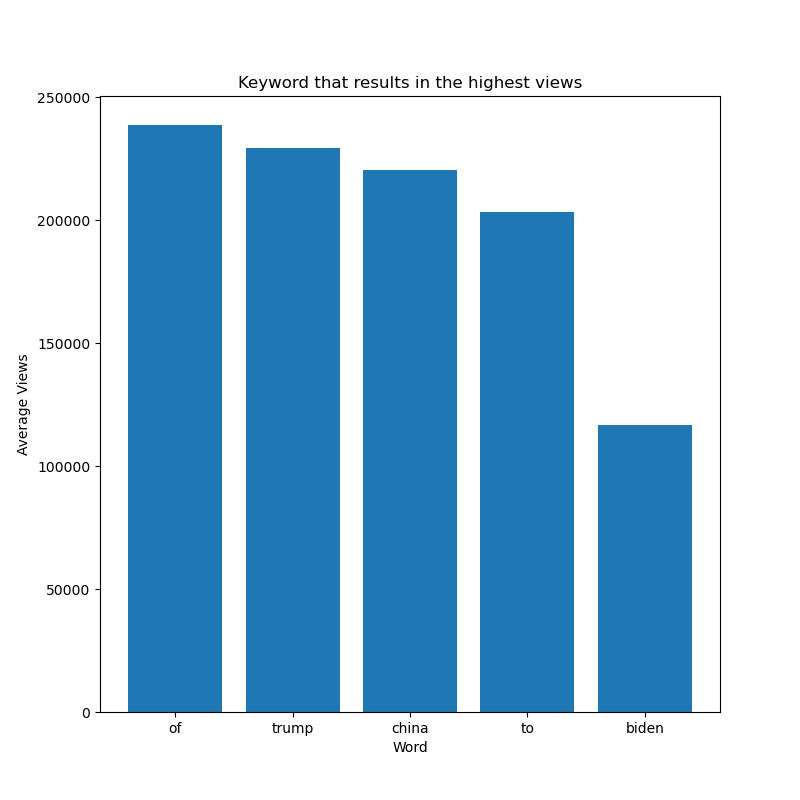 Keyword that results in the highest views
250000
200000
150000
100000
50000
0
Average Views
of trump china to biden
Word